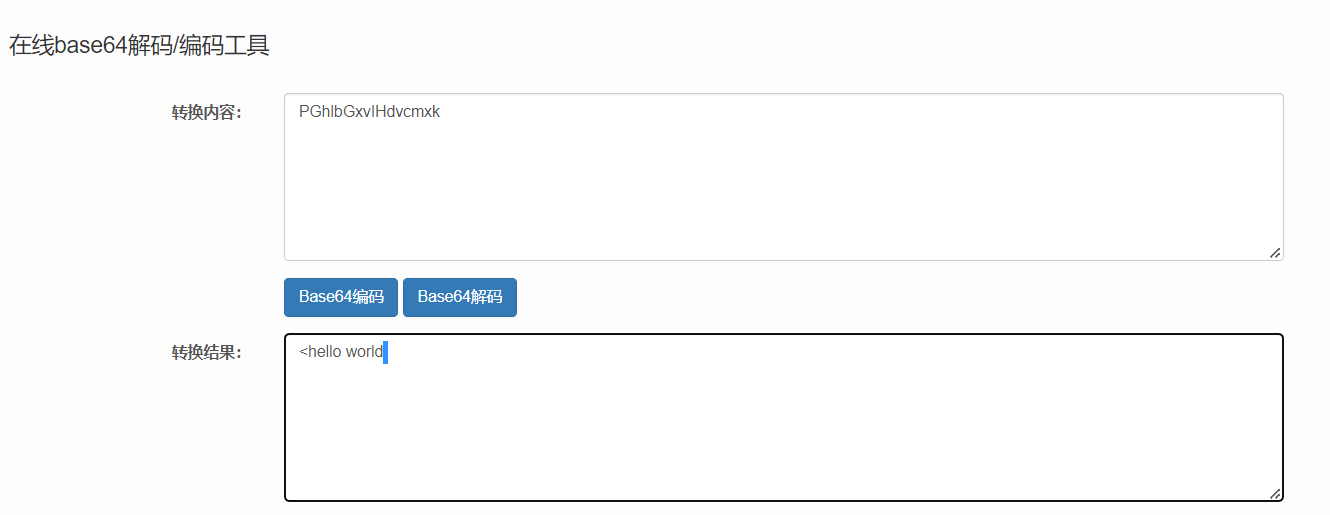 在线base64解码/编码工具
转换内容：
PGhlbGxvIHdvcmxk
Base64编码 Base64解码
转换结果：
<hello world